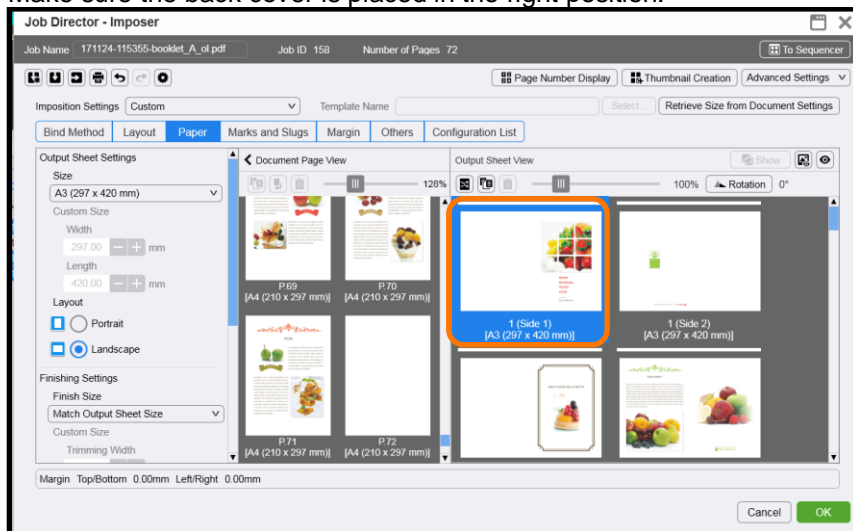 Make sure the back cover is placed in the right position.
Job Director - Imposer
Job Name 171124-115355-booklet_A_ol.pdf Job ID 158 Number of Pages 72 To Sequencer
Page Number Display Thumbnail Creation Advanced Settings
Imposition Settings Custom Template Name Select... Retrieve Size from Document Settings
Bind Method Layout Paper Marks and Slugs Margin Others Configuration List
Output Sheet Settings
Size
A3 (297 x 420 mm)
Custom Size
Width
297.00 mm
Length
420.00 mm
Layout
Portrait
Landscape
Finishing Settings
Finish Size
Match Output Sheet Size
Custom Size
Trimming Width
Document Page View
128%
P.69
[A4 (210 x 297 mm)]
P.70
[A4 (210 x 297 mm)]
P.71
[A4 (210 x 297 mm)]
P.72
[A4 (210 x 297 mm)]
Output Sheet View Show
100% Rotation 0°
1 (Side 1)
[A3 (297 x 420 mm)]
1 (Side 2)
[A3 (297 x 420 mm)]
Margin Top/Bottom 0.00mm Left/Right 0.00mm
Cancel OK